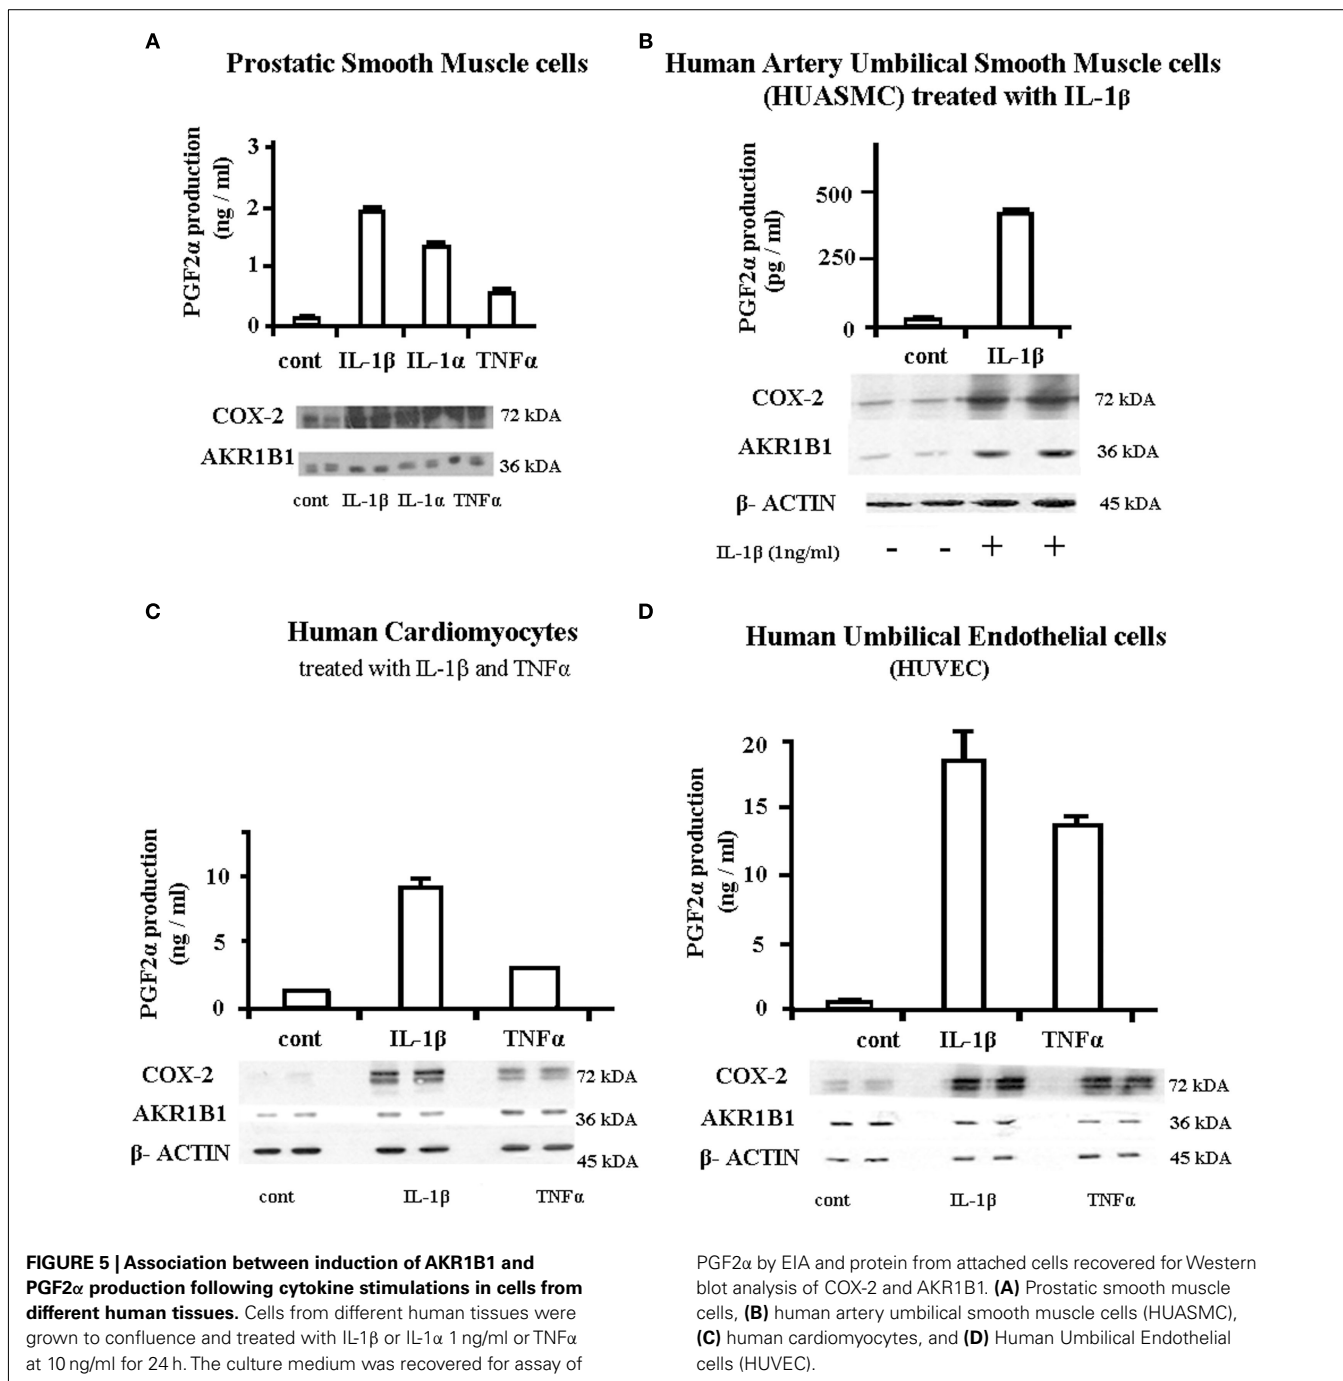 A
Prostatic Smooth Muscle cells
PGF2α production
(ng / ml)
3
2
1
0
cont IL-1β IL-1α TNFα
COX-2 72 kDA
AKR1B1 36 kDA
cont IL-1β IL-1α TNFα
B
Human Artery Umbilical Smooth Muscle cells
(HUASMC) treated with IL-1β
PGF2α production
(pg / ml)
500
250
0
cont IL-1β
COX-2 72 kDA
AKR1B1 36 kDA
β- ACTIN 45 kDA
IL-1β (1ng/ml) - - + +
C
Human Cardiomyocytes
treated with IL-1β and TNFα
PGF2α production
(ng / ml)
10
5
0
cont IL-1β TNFα
COX-2 72 kDA
AKR1B1 36 kDA
β- ACTIN 45 kDA
cont IL-1β TNFα
D
Human Umbilical Endothelial cells
(HUVEC)
PGF2α production
(ng / ml)
20
15
10
5
0
cont IL-1β TNFα
COX-2 72 kDA
AKR1B1 36 kDA
β- ACTIN 45 kDA
cont IL-1β TNFα
FIGURE 5 | Association between induction of AKR1B1 and
PGF2α production following cytokine stimulations in cells from
different human tissues. Cells from different human tissues were
grown to confluence and treated with IL-1β or IL-1α 1 ng/ml or TNFα
at 10 ng/ml for 24 h. The culture medium was recovered for assay of
PGF2α by EIA and protein from attached cells recovered for Western
blot analysis of COX-2 and AKR1B1. (A) Prostatic smooth muscle
cells, (B) human artery umbilical smooth muscle cells (HUASMC),
(C) human cardiomyocytes, and (D) Human Umbilical Endothelial
cells (HUVEC).